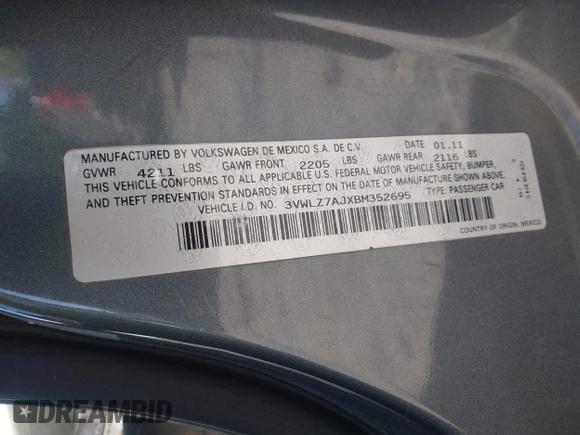 MANUFACTURED BY VOLKSWAGEN DE MEXICO S.A. DE C.V. DATE 01.11
GVWR 4211 LBS GAWR FRONT 2205 LBS GAWR REAR 2116 LBS
THIS VEHICLE CONFORMS TO ALL APPLICABLE U.S. FEDERAL MOTOR VEHICLE SAFETY, BUMPER,
AND THEFT PREVENTION STANDARDS IN EFFECT ON THE DATE OF MANUFACTURE SHOWN ABOVE.
VEHICLE I.D. NO. 3VWLZ7AJXBM352695 TYPE: PASSENGER CAR
COUNTRY OF ORIGIN: MEXICO
DREAMBID